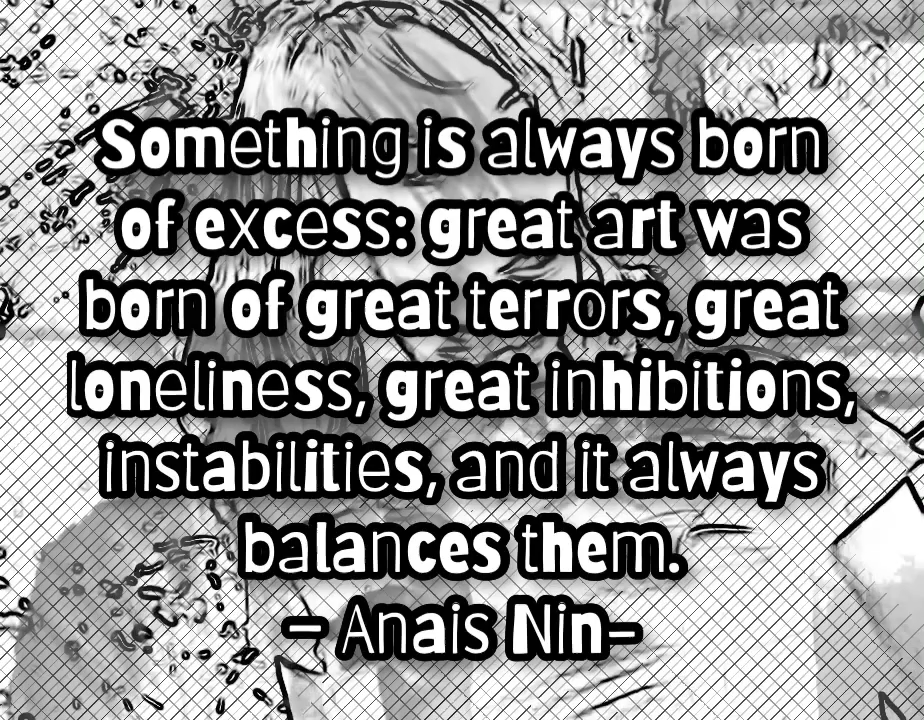 Something is always born
of excess: great art was
born of great terrors, great
loneliness, great inhibitions,
instabilities, and it always
balances them.
– Anais Nin–